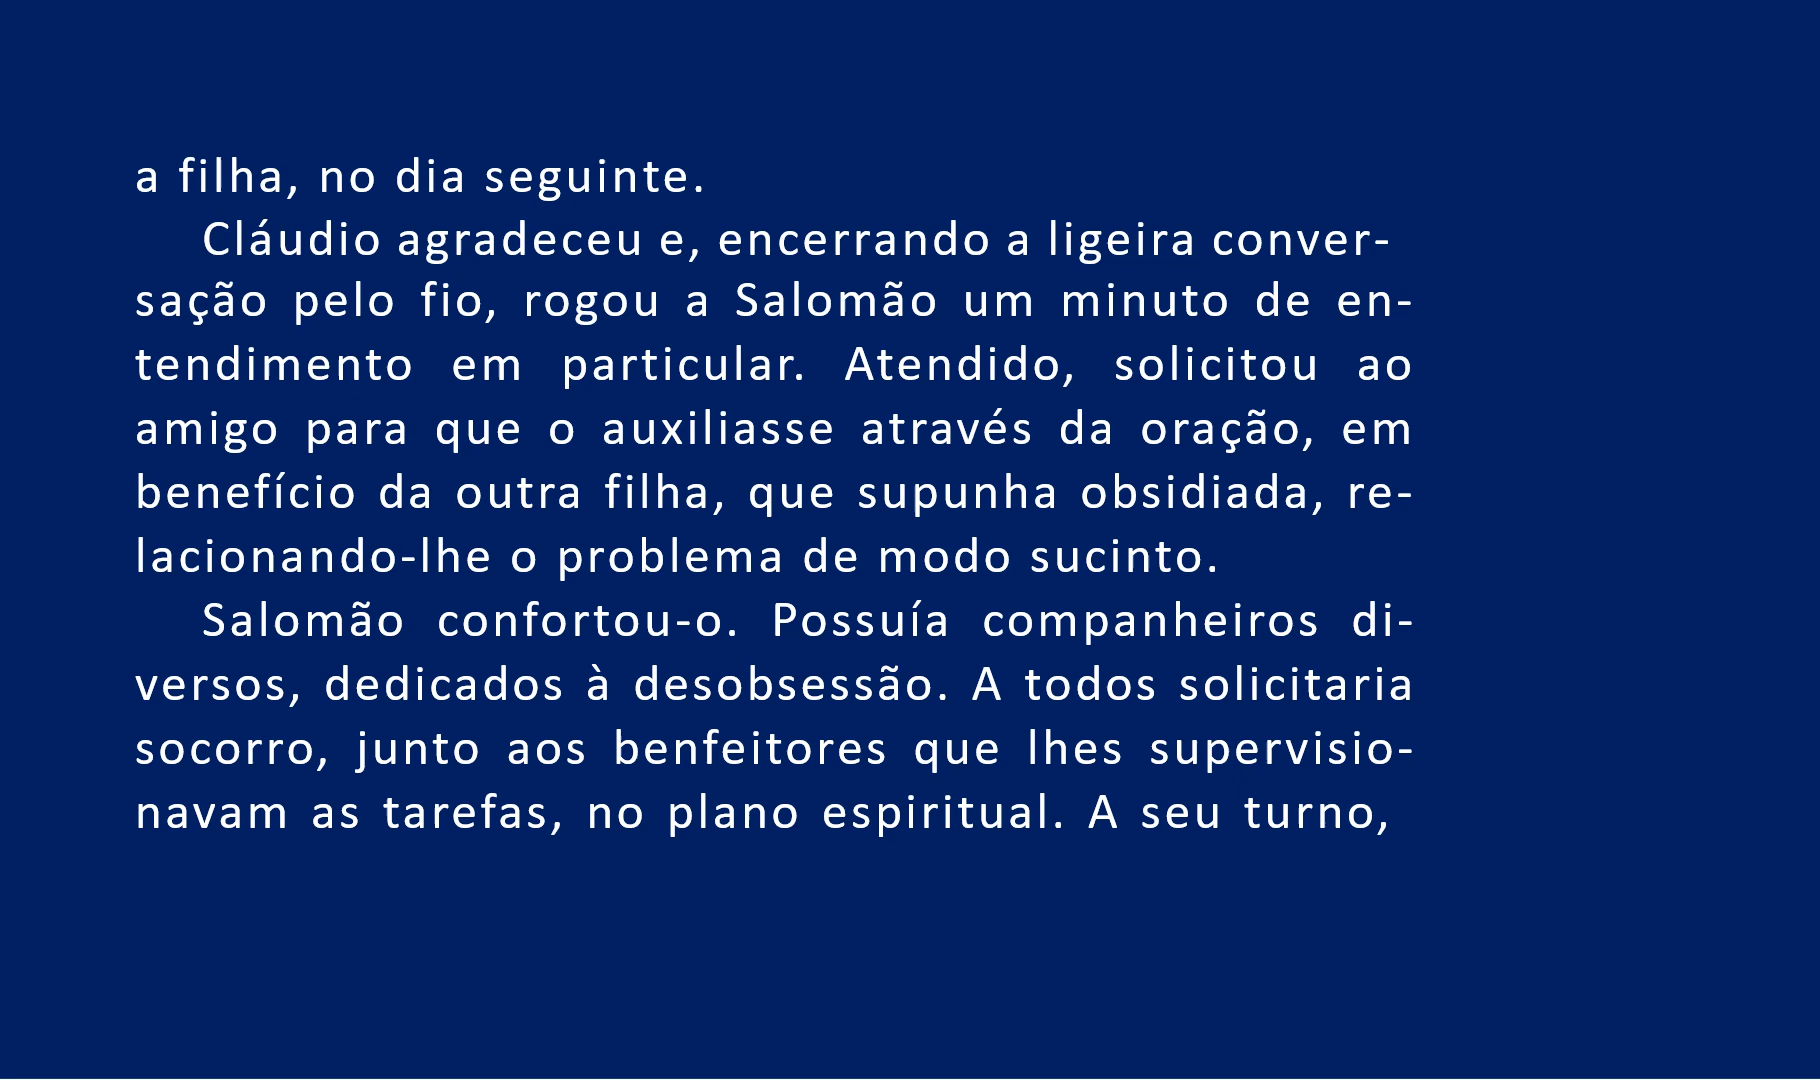 a filha, no dia seguinte.
Cláudio agradeceu e, encerrando a ligeira conver-
sação pelo fio, rogou a Salomão um minuto de en-
tendimento em particular. Atendido, solicitou ao
amigo para que o auxiliasse através da oração, em
benefício da outra filha, que supunha obsidiada, re-
lacionando-lhe o problema de modo sucinto.
Salomão confortou-o. Possuía companheiros di-
versos, dedicados à desobsessão. A todos solicitaria
socorro, junto aos benfeitores que lhes supervisio-
navam as tarefas, no plano espiritual. A seu turno,